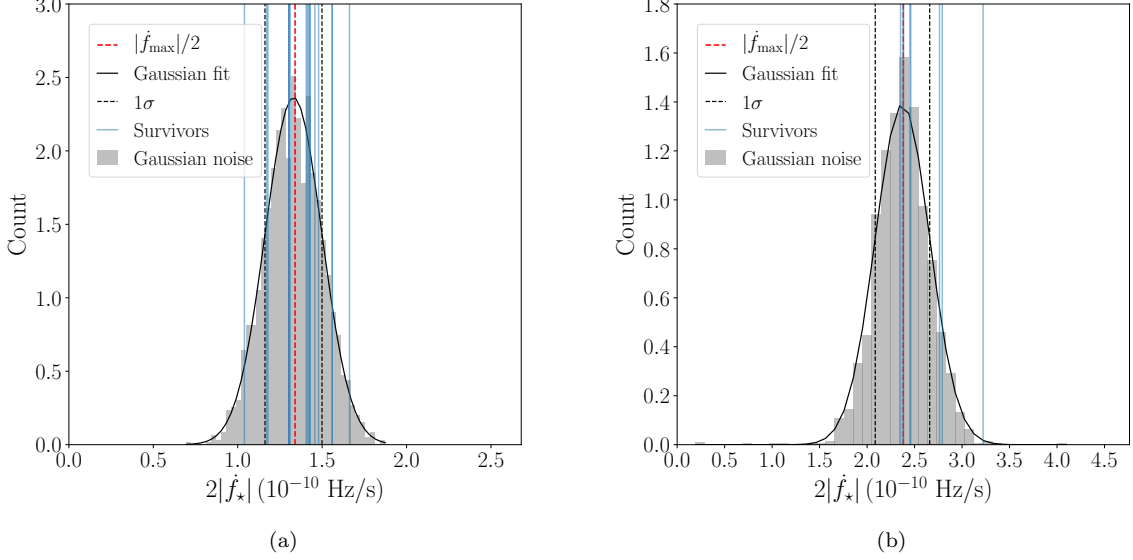 3.0
2.5
2.0
1.5
1.0
0.5
0.0
Count
|ḟmax|/2
Gaussian fit
1σ
Survivors
Gaussian noise
0.0 0.5 1.0 1.5 2.0 2.5
2|ḟ⋆| (10⁻¹⁰ Hz/s)
(a)
1.8
1.6
1.4
1.2
1.0
0.8
0.6
0.4
0.2
0.0
Count
|ḟmax|/2
Gaussian fit
1σ
Survivors
Gaussian noise
0.0 0.5 1.0 1.5 2.0 2.5 3.0 3.5 4.0 4.5
2|ḟ⋆| (10⁻¹⁰ Hz/s)
(b)